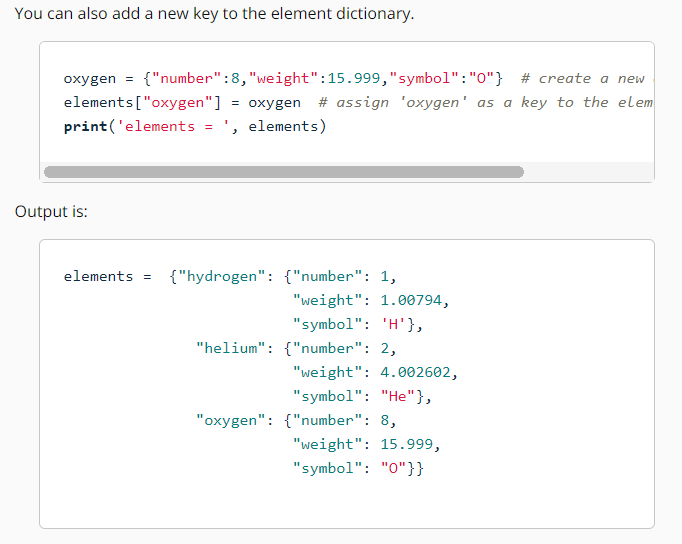 You can also add a new key to the element dictionary.
oxygen = {"number":8,"weight":15.999,"symbol":"O"}  # create a new
elements["oxygen"] = oxygen  # assign 'oxygen' as a key to the elem
print('elements = ', elements)
Output is:
elements =  {"hydrogen": {"number": 1,
"weight": 1.00794,
"symbol": 'H'},
"helium": {"number": 2,
"weight": 4.002602,
"symbol": "He"},
"oxygen": {"number": 8,
"weight": 15.999,
"symbol": "O"}}